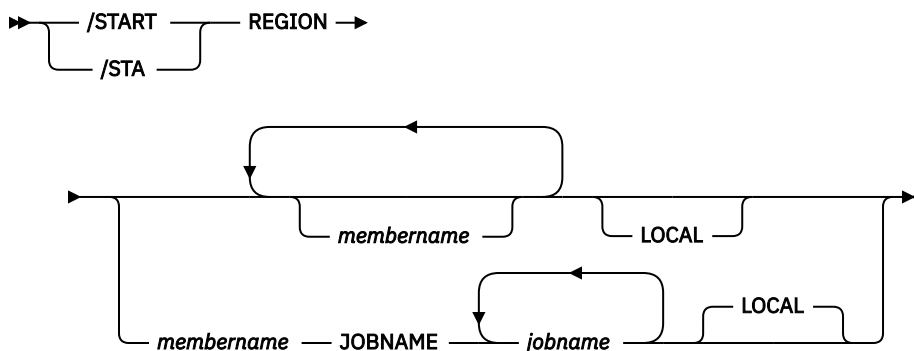 /START REGION
/STA
membername LOCAL
LOCAL
membername JOBNAME jobname